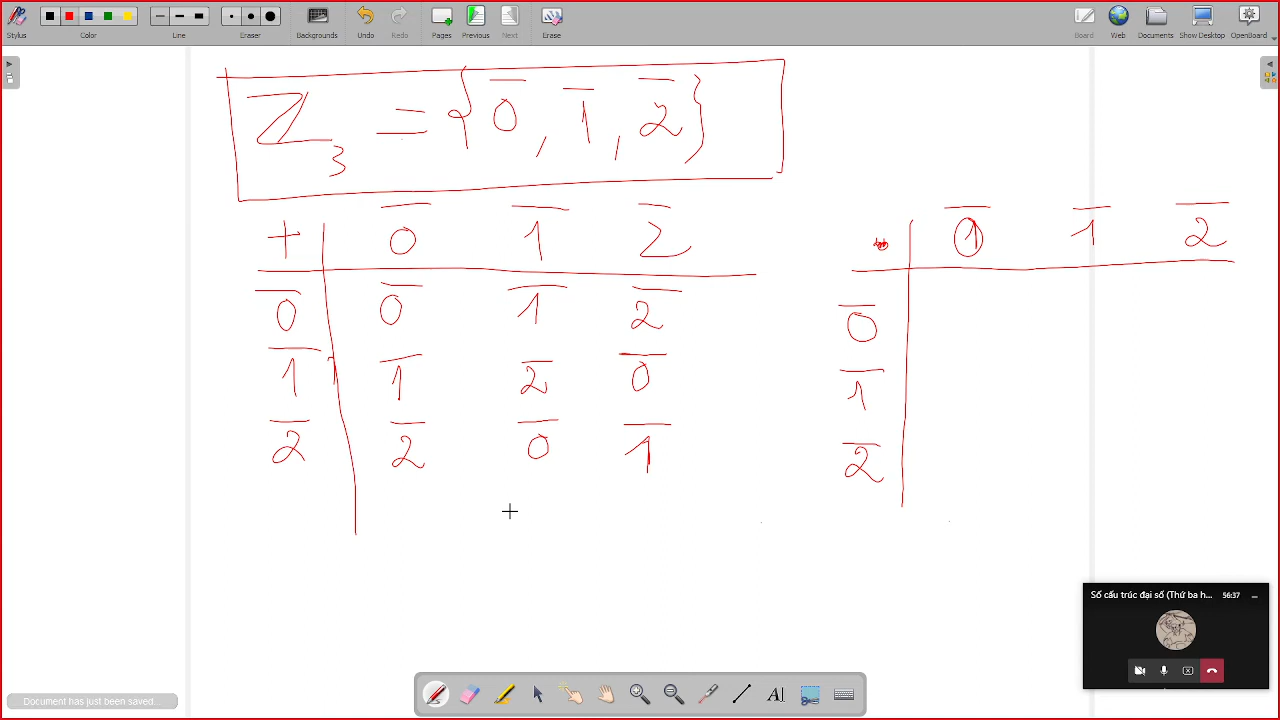 Stylus Color Line Eraser Backgrounds Undo Redo Pages Previous Next Erase Board Web Documents Show Desktop OpenBoard
ℤ₃ = {0̅, 1̅, 2̅}
+ 0̅ 1̅ 2̅
0̅ 0̅ 1̅ 2̅
1̅ 1̅ 2̅ 0̅
2̅ 2̅ 0̅ 1̅
· 0̅ 1̅ 2̅
0̅
1̅
2̅
Số cấu trúc đại số (Thứ ba h... 56:37
AI
Document has just been saved...